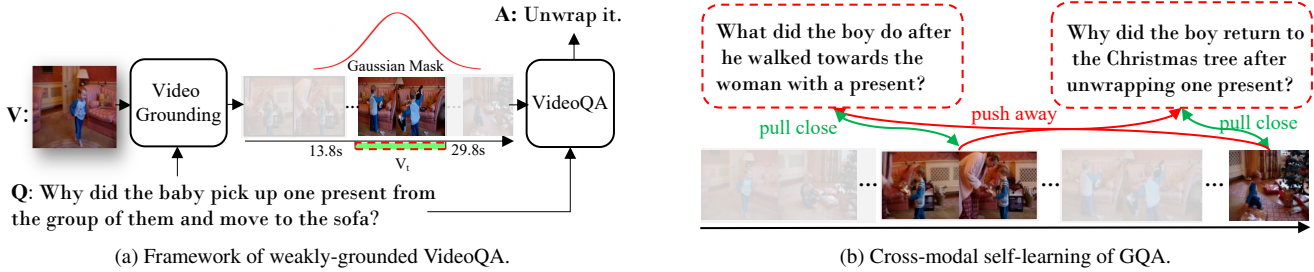 A: Unwrap it.
Gaussian Mask
V:
Video
Grounding
...
VideoQA
13.8s
29.8s
Vt
Q: Why did the baby pick up one present from
the group of them and move to the sofa?
(a) Framework of weakly-grounded VideoQA.
What did the boy do after
he walked towards the
woman with a present?
Why did the boy return to
the Christmas tree after
unwrapping one present?
pull close
push away
pull close
...
...
...
(b) Cross-modal self-learning of GQA.